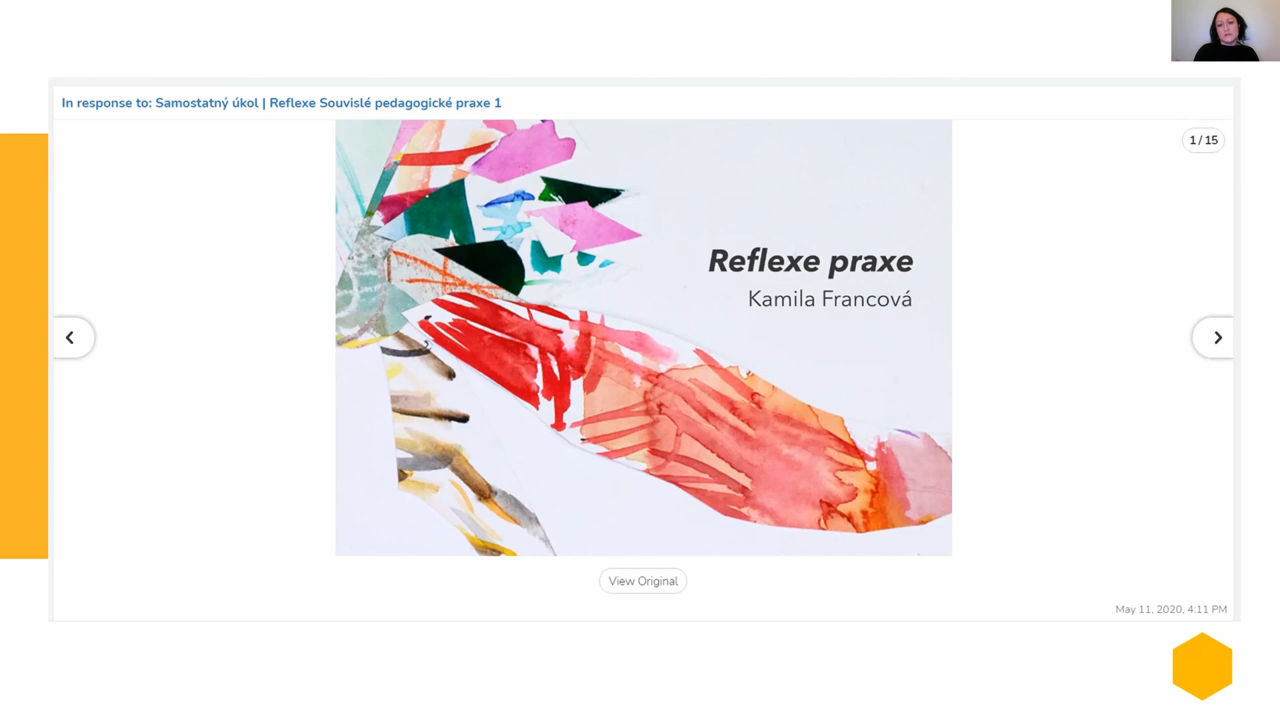 In response to: Samostatný úkol | Reflexe Souvislé pedagogické praxe 1
1 / 15
Reflexe praxe
Kamila Francová
View Original
May 11, 2020, 4:11 PM